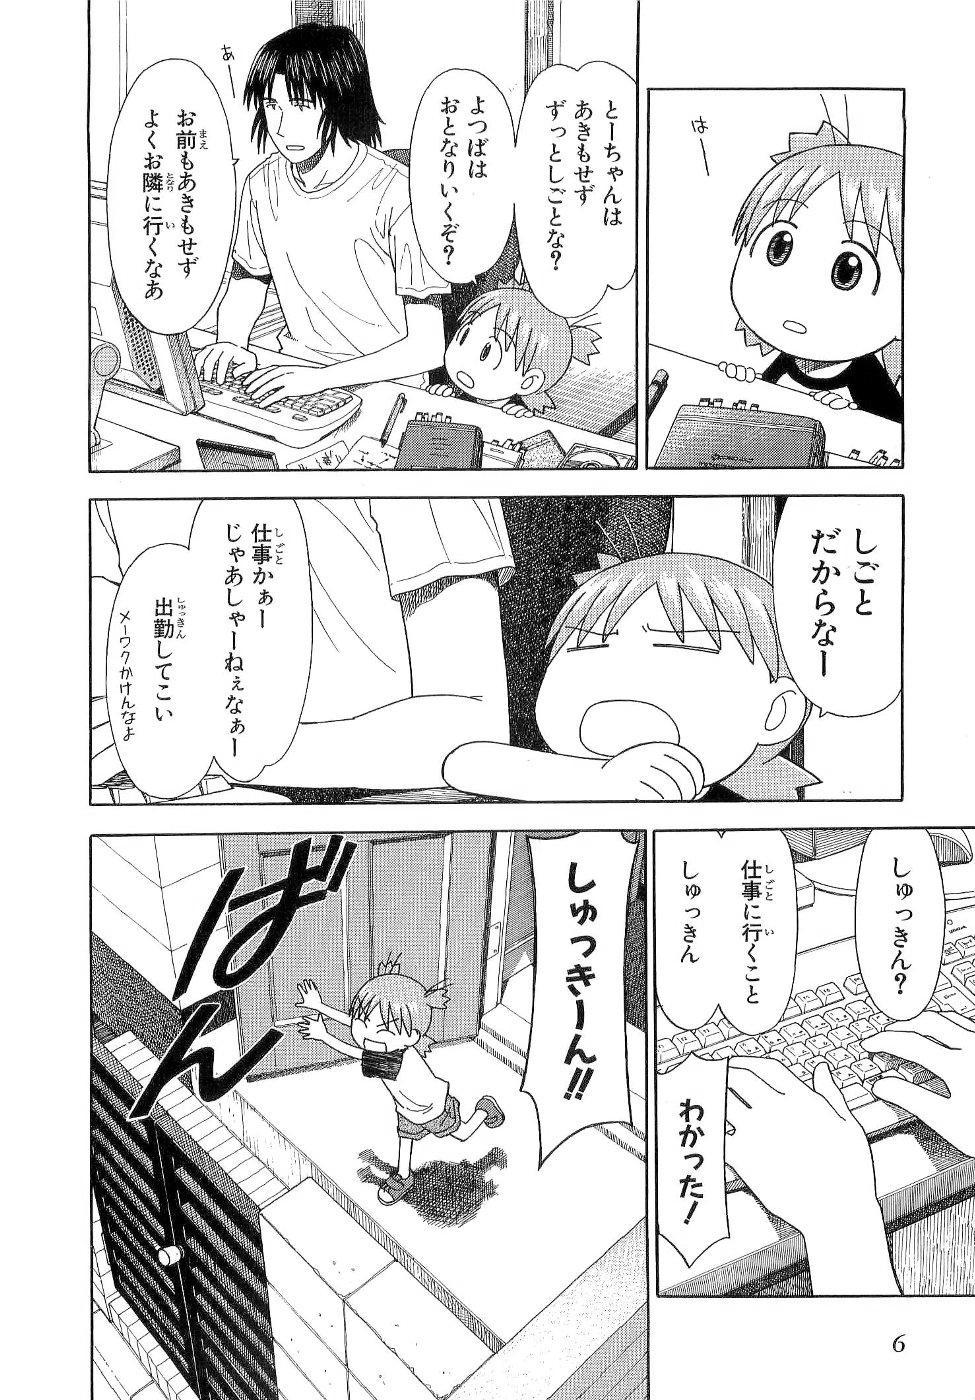 はー
とーちゃんは
あきもせず
ずっとしごとな?
よつばは
おとなりいくぞ?
あー
お前もあきもせず
よくお隣に行くなあ
しごと
だからなー
仕事かぁー
じゃあしゃーねぇなぁー
出勤してこい
メーワクかけんなよ
しゅっきん?
仕事に行くこと
しゅっきん
わかった!
しゅっきーん!!
ばん
6